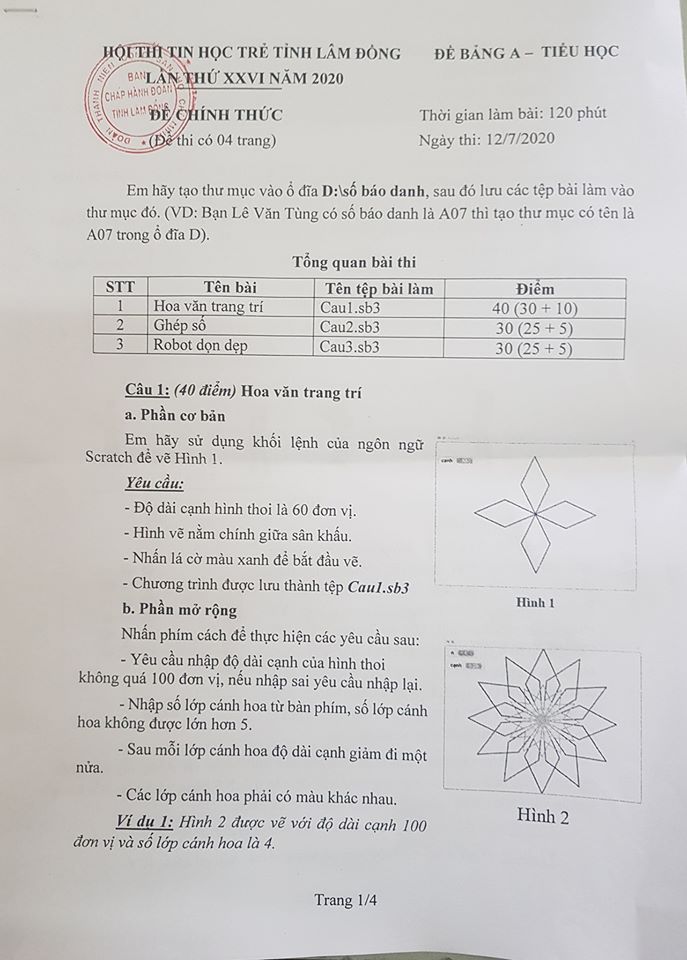 HỘI THI TIN HỌC TRẺ TỈNH LÂM ĐỒNG ĐỀ BẢNG A – TIỂU HỌC
LẦN THỨ XXVI NĂM 2020
BAN
CHẤP HÀNH ĐOÀN
TỈNH LÂM ĐỒNG
ĐỀ CHÍNH THỨC Thời gian làm bài: 120 phút
(Đề thi có 04 trang) Ngày thi: 12/7/2020
Em hãy tạo thư mục vào ổ đĩa D:\số báo danh, sau đó lưu các tệp bài làm vào
thư mục đó. (VD: Bạn Lê Văn Tùng có số báo danh là A07 thì tạo thư mục có tên là
A07 trong ổ đĩa D).
Tổng quan bài thi
STT Tên bài Tên tệp bài làm Điểm
1 Hoa văn trang trí Cau1.sb3 40 (30 + 10)
2 Ghép số Cau2.sb3 30 (25 + 5)
3 Robot dọn dẹp Cau3.sb3 30 (25 + 5)
Câu 1: (40 điểm) Hoa văn trang trí
a. Phần cơ bản
Em hãy sử dụng khối lệnh của ngôn ngữ
Scratch để vẽ Hình 1.
Yêu cầu:
- Độ dài cạnh hình thoi là 60 đơn vị.
- Hình vẽ nằm chính giữa sân khấu.
- Nhấn lá cờ màu xanh để bắt đầu vẽ.
- Chương trình được lưu thành tệp Cau1.sb3
cạnh
Hình 1
b. Phần mở rộng
Nhấn phím cách để thực hiện các yêu cầu sau:
- Yêu cầu nhập độ dài cạnh của hình thoi
không quá 100 đơn vị, nếu nhập sai yêu cầu nhập lại.
- Nhập số lớp cánh hoa từ bàn phím, số lớp cánh
hoa không được lớn hơn 5.
- Sau mỗi lớp cánh hoa độ dài cạnh giảm đi một
nửa.
- Các lớp cánh hoa phải có màu khác nhau.
Ví dụ 1: Hình 2 được vẽ với độ dài cạnh 100
đơn vị và số lớp cánh hoa là 4.
n
cạnh
Hình 2
Trang 1/4